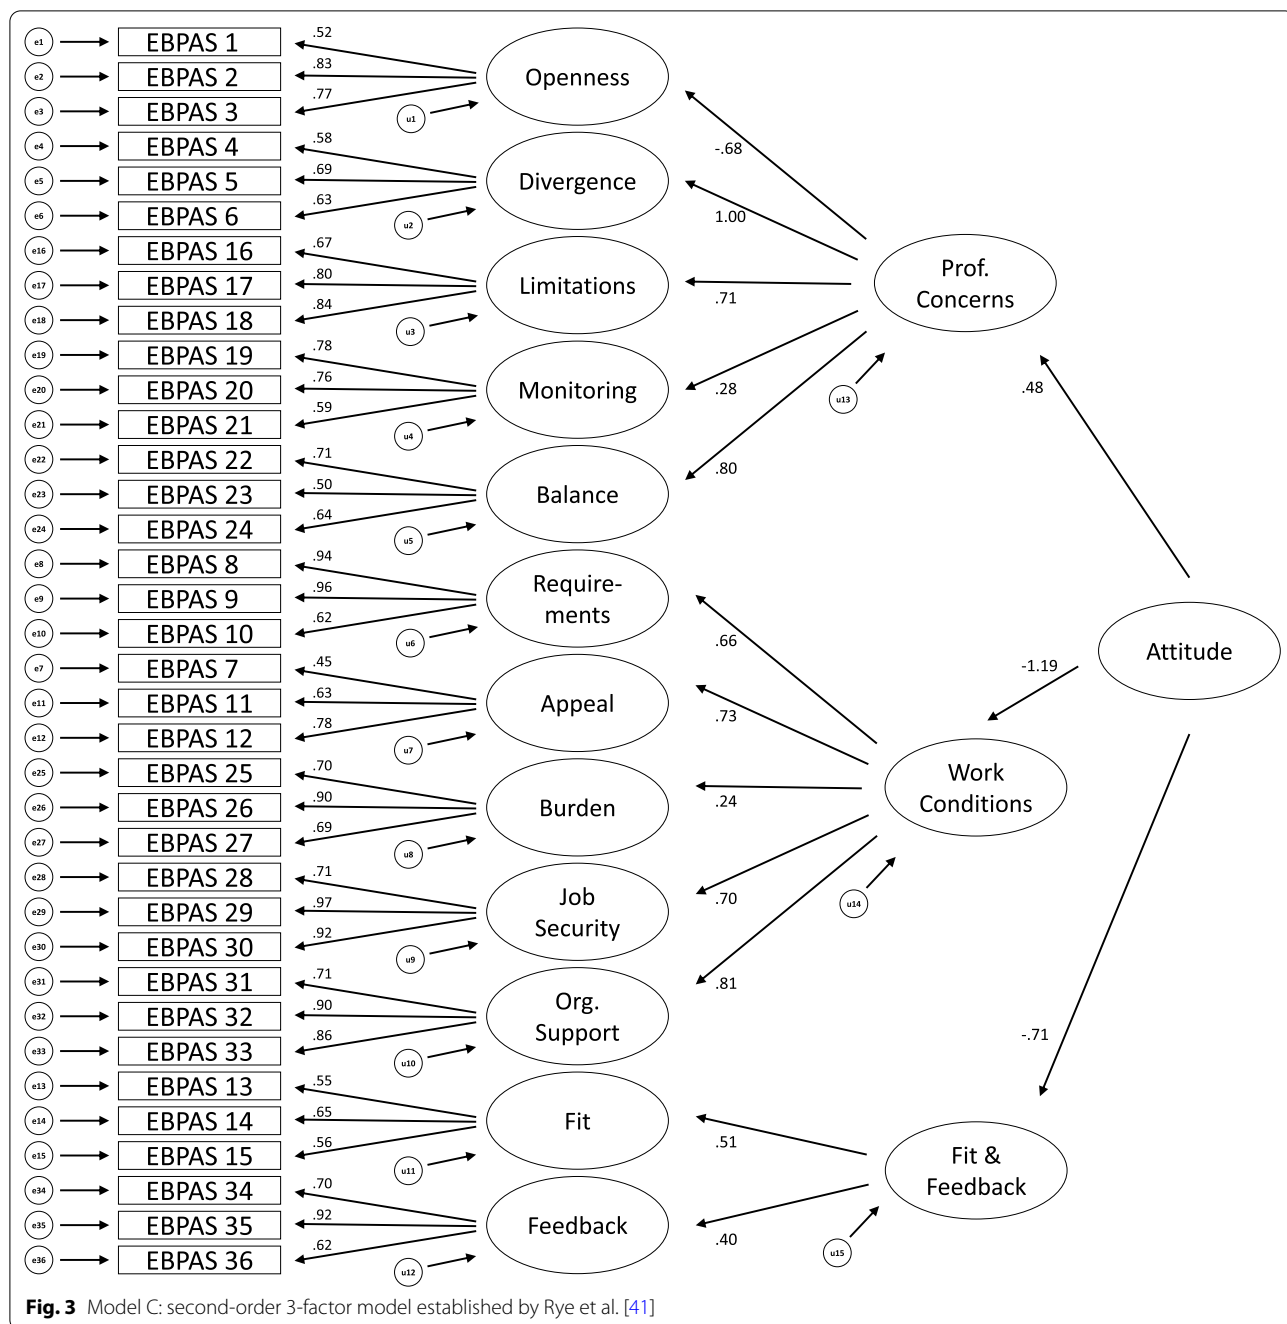 e1 EBPAS 1 .52
e2 EBPAS 2 .83
e3 EBPAS 3 .77
Openness
u1
e4 EBPAS 4 .58
e5 EBPAS 5 .69
e6 EBPAS 6 .63
Divergence
u2
e16 EBPAS 16 .67
e17 EBPAS 17 .80
e18 EBPAS 18 .84
Limitations
u3
e19 EBPAS 19 .78
e20 EBPAS 20 .76
e21 EBPAS 21 .59
Monitoring
u4
e22 EBPAS 22 .71
e23 EBPAS 23 .50
e24 EBPAS 24 .64
Balance
u5
e8 EBPAS 8 .94
e9 EBPAS 9 .96
e10 EBPAS 10 .62
Require-
ments
u6
e7 EBPAS 7 .45
e11 EBPAS 11 .63
e12 EBPAS 12 .78
Appeal
u7
e25 EBPAS 25 .70
e26 EBPAS 26 .90
e27 EBPAS 27 .69
Burden
u8
e28 EBPAS 28 .71
e29 EBPAS 29 .97
e30 EBPAS 30 .92
Job
Security
u9
e31 EBPAS 31 .71
e32 EBPAS 32 .90
e33 EBPAS 33 .86
Org.
Support
u10
e13 EBPAS 13 .55
e14 EBPAS 14 .65
e15 EBPAS 15 .56
Fit
u11
e34 EBPAS 34 .70
e35 EBPAS 35 .92
e36 EBPAS 36 .62
Feedback
u12
-.68
1.00
.71
.28
.80
Prof.
Concerns
u13
.66
.73
.24
.70
.81
Work
Conditions
u14
.51
.40
Fit &
Feedback
u15
.48
-1.19
-.71
Attitude
Fig. 3 Model C: second-order 3-factor model established by Rye et al. [41]